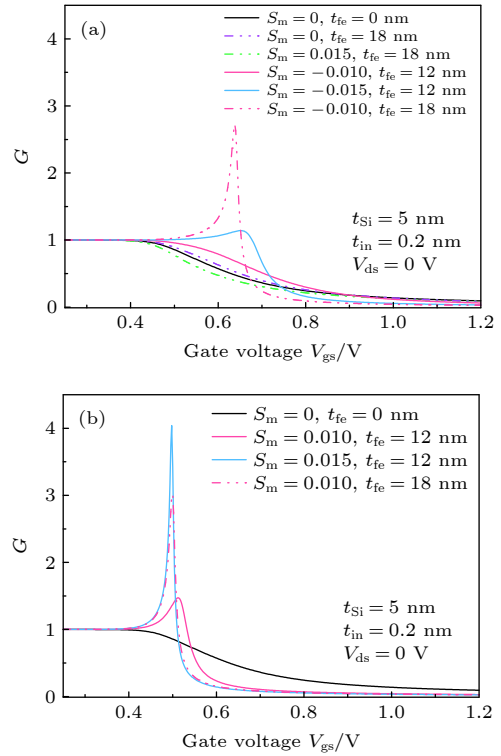 (a)
S_m = 0, t_fe = 0 nm
S_m = 0, t_fe = 18 nm
S_m = 0.015, t_fe = 18 nm
S_m = −0.010, t_fe = 12 nm
S_m = −0.015, t_fe = 12 nm
S_m = −0.010, t_fe = 18 nm
4
3
2
1
0
G
t_Si = 5 nm
t_in = 0.2 nm
V_ds = 0 V
0.4 0.6 0.8 1.0 1.2
Gate voltage V_gs/V
(b)
S_m = 0, t_fe = 0 nm
S_m = 0.010, t_fe = 12 nm
S_m = 0.015, t_fe = 12 nm
S_m = 0.010, t_fe = 18 nm
4
3
2
1
0
G
t_Si = 5 nm
t_in = 0.2 nm
V_ds = 0 V
0.4 0.6 0.8 1.0 1.2
Gate voltage V_gs/V